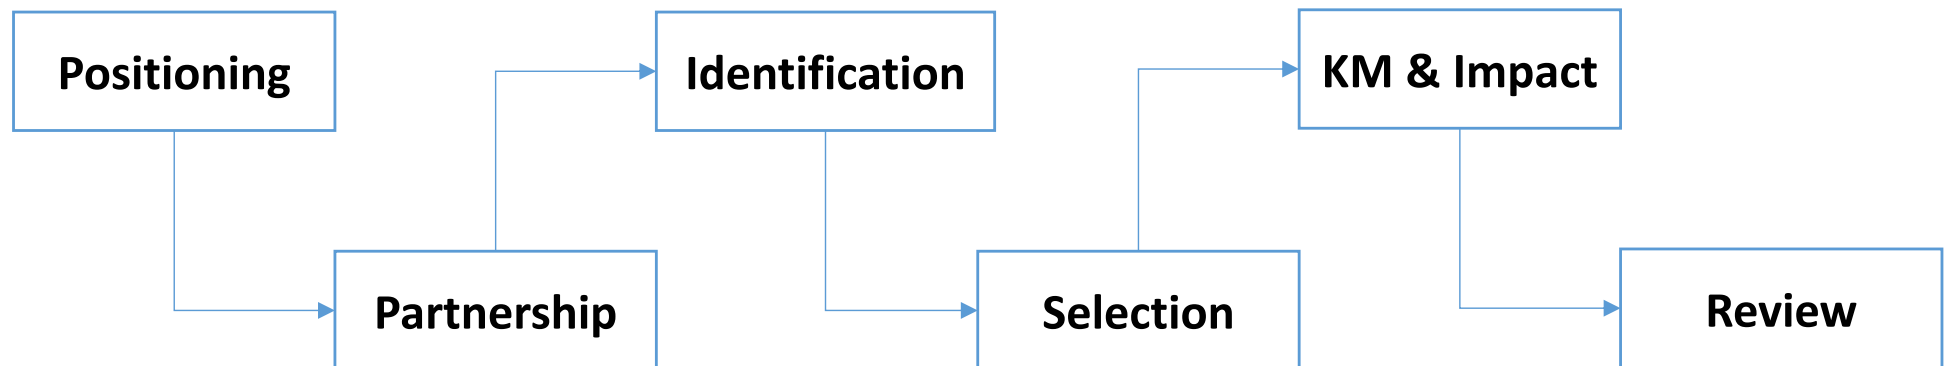 Positioning
Partnership
Identification
Selection
KM & Impact
Review